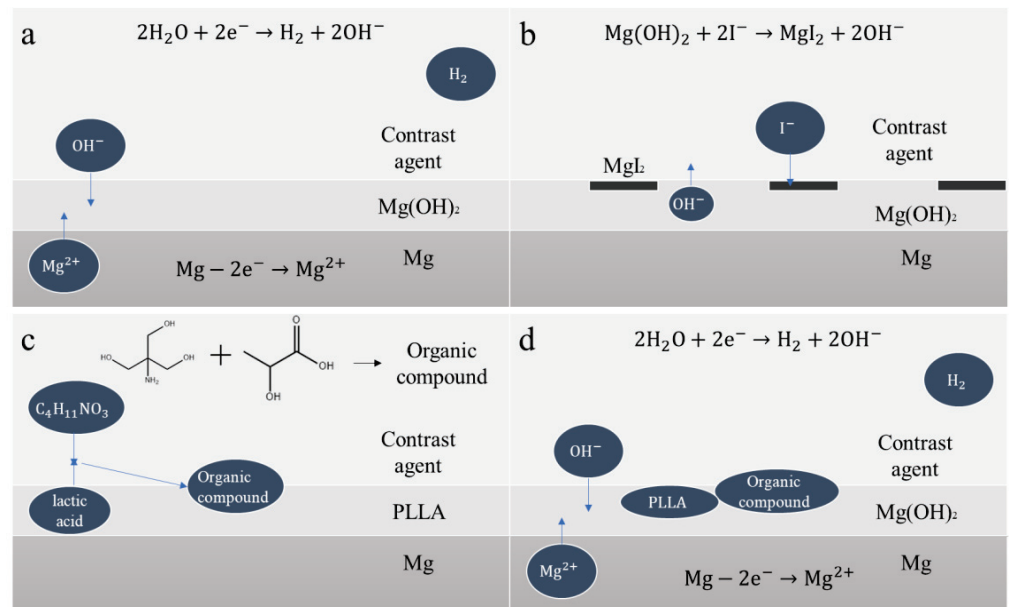 a
2H₂O + 2e⁻ → H₂ + 2OH⁻
H₂
OH⁻
Contrast
agent
Mg(OH)₂
Mg²⁺
Mg − 2e⁻ → Mg²⁺
Mg
b
Mg(OH)₂ + 2I⁻ → MgI₂ + 2OH⁻
I⁻
Contrast
agent
MgI₂
OH⁻
Mg(OH)₂
Mg
c
OH
HO
OH
NH₂
+
O
OH
OH
Organic
compound
C₄H₁₁NO₃
Contrast
agent
Organic
compound
lactic
acid
PLLA
Mg
d
2H₂O + 2e⁻ → H₂ + 2OH⁻
H₂
OH⁻
Contrast
agent
PLLA
Organic
compound
Mg(OH)₂
Mg²⁺
Mg − 2e⁻ → Mg²⁺
Mg